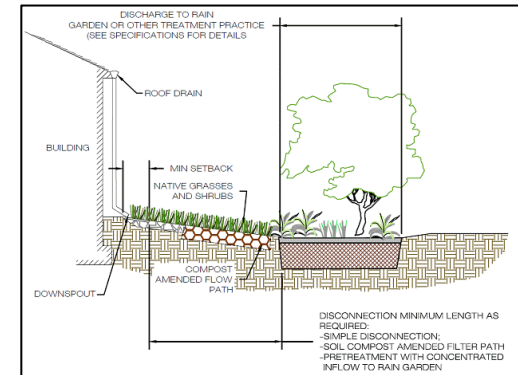 DISCHARGE TO RAIN
GARDEN OR OTHER TREATMENT PRACTICE
(SEE SPECIFICATIONS FOR DETAILS
ROOF DRAIN
BUILDING
MIN SETBACK
NATIVE GRASSES
AND SHRUBS
COMPOST
AMENDED FLOW
PATH
DOWNSPOUT
DISCONNECTION MINIMUM LENGTH AS
REQUIRED:
-SIMPLE DISCONNECTION;
-SOIL COMPOST AMENDED FILTER PATH
-PRETREATMENT WITH CONCENTRATED
INFLOW TO RAIN GARDEN